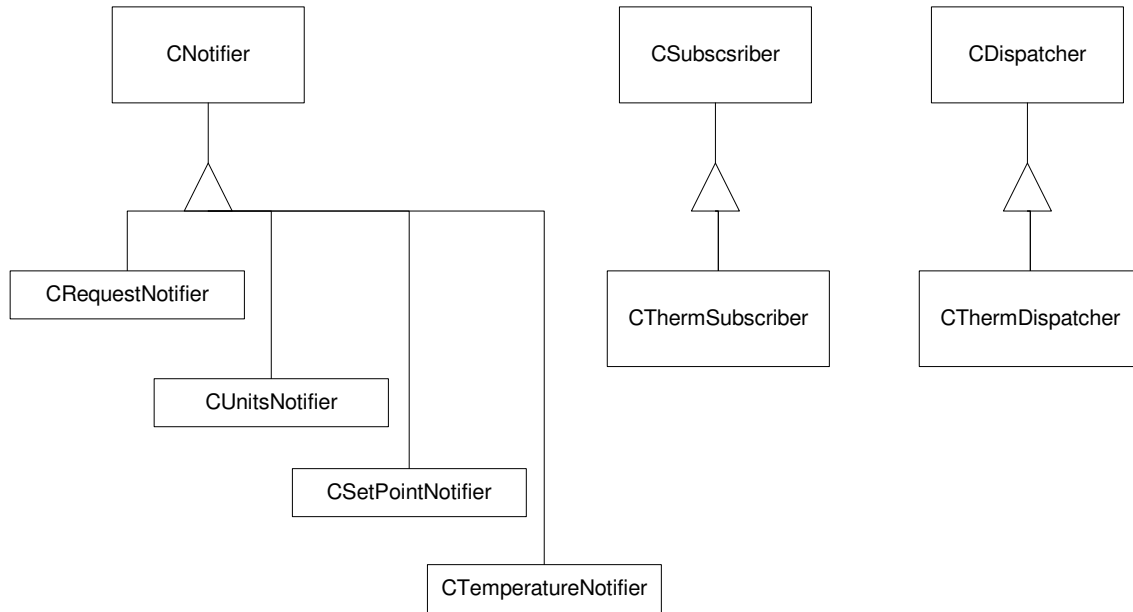 CNotifier
CSubscsriber
CDispatcher
CRequestNotifier
CThermSubscriber
CThermDispatcher
CUnitsNotifier
CSetPointNotifier
CTemperatureNotifier